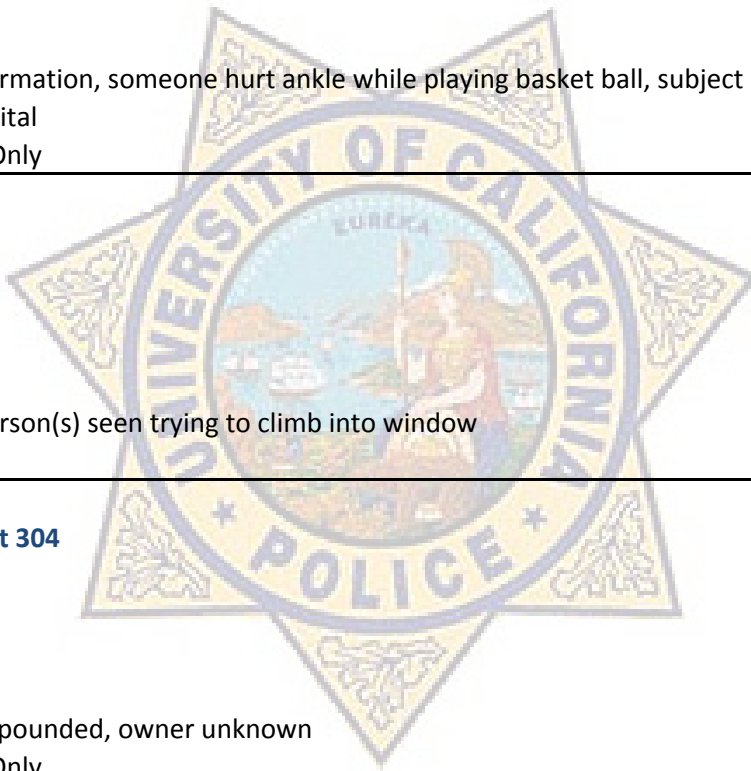 rmation, someone hurt ankle while playing basket ball, subject
ital
Only
UNIVERSITY OF CALIFORNIA
EUREKA
rson(s) seen trying to climb into window
t 304
POLICE
pounded, owner unknown
Only